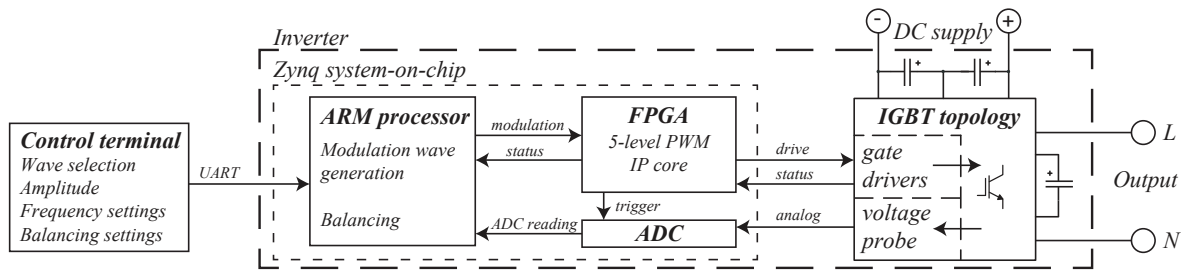 Inverter
Zynq system-on-chip
- DC supply +
+ +
Control terminal
Wave selection
Amplitude
Frequency settings
Balancing settings
UART
ARM processor
Modulation wave
generation
Balancing
modulation
status
ADC reading
FPGA
5-level PWM
IP core
trigger
ADC
drive
status
analog
IGBT topology
gate
drivers
voltage
probe
+
L
Output
N